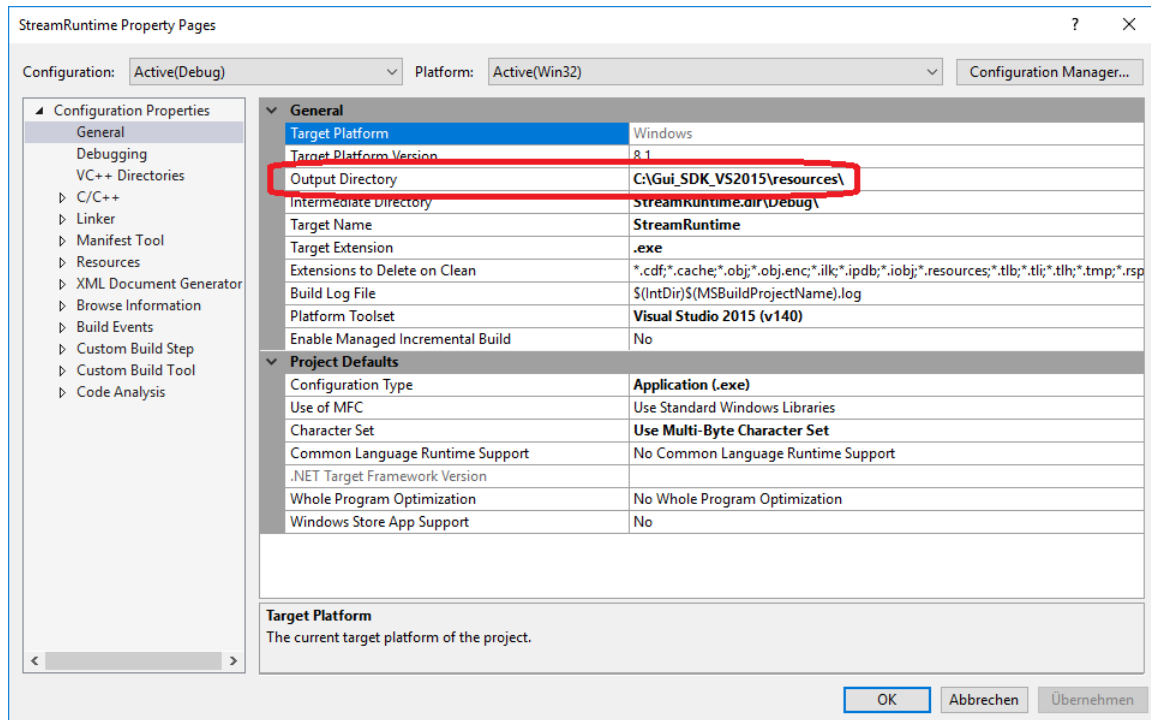 StreamRuntime Property Pages ? ×
Configuration: Active(Debug) Platform: Active(Win32) Configuration Manager...
Configuration Properties
General
Debugging
VC++ Directories
C/C++
Linker
Manifest Tool
Resources
XML Document Generator
Browse Information
Build Events
Custom Build Step
Custom Build Tool
Code Analysis
General
Target Platform Windows
Target Platform Version 8.1
Output Directory C:\Gui_SDK_VS2015\resources\
Intermediate Directory StreamRuntime.dir\Debug\
Target Name StreamRuntime
Target Extension .exe
Extensions to Delete on Clean *.cdf;*.cache;*.obj;*.obj.enc;*.ilk;*.ipdb;*.iobj;*.resources;*.tlb;*.tli;*.tlh;*.tmp;*.rsp
Build Log File $(IntDir)$(MSBuildProjectName).log
Platform Toolset Visual Studio 2015 (v140)
Enable Managed Incremental Build No
Project Defaults
Configuration Type Application (.exe)
Use of MFC Use Standard Windows Libraries
Character Set Use Multi-Byte Character Set
Common Language Runtime Support No Common Language Runtime Support
.NET Target Framework Version
Whole Program Optimization No Whole Program Optimization
Windows Store App Support No
Target Platform
The current target platform of the project.
OK Abbrechen Übernehmen